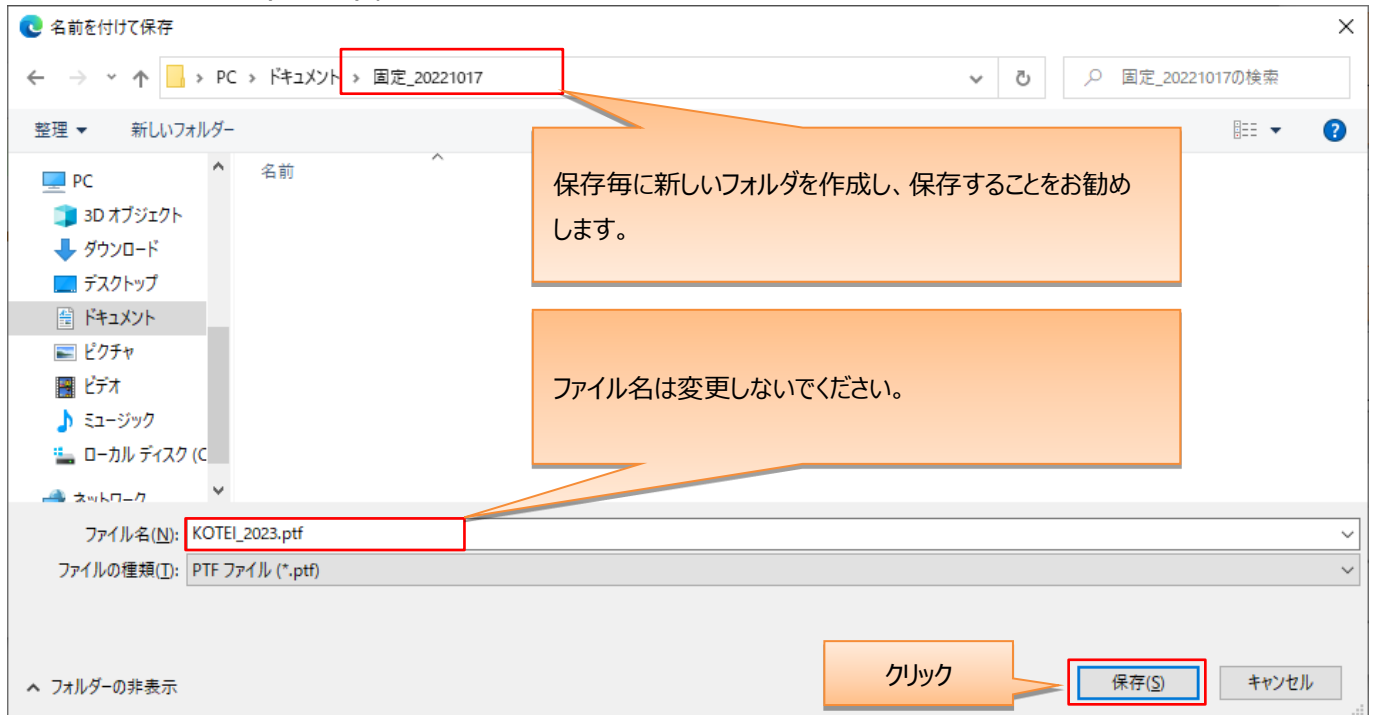 名前を付けて保存
PC › ドキュメント › 固定_20221017
固定_20221017の検索
整理 新しいフォルダー
名前
保存毎に新しいフォルダを作成し、保存することをお勧め
します。
PC
3D オブジェクト
ダウンロード
デスクトップ
ドキュメント
ピクチャ
ビデオ
ミュージック
ローカル ディスク (C
ネットワーク
ファイル名は変更しないでください。
ファイル名(N): KOTEI_2023.ptf
ファイルの種類(T): PTF ファイル (*.ptf)
クリック
フォルダーの非表示
保存(S) キャンセル